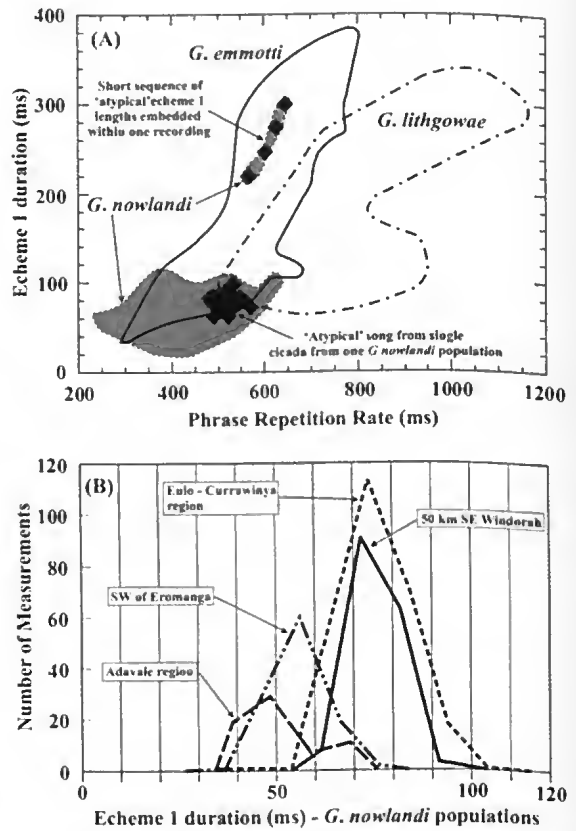 (A)
G. emmotti
Short sequence of
'atypical'echeme 1
lengths embedded
within one recording
G. lithgowae
G. nowlandi
'Atypical' song from single
cicada from one G nowlandi population
Echeme 1 duration (ms)
400
300
200
100
0
200
400
600
800
1000
1200
Phrase Repetition Rate (ms)
(B)
Eulo - Currawinya
region
50 km SE Windorah
SW of Eromanga
Adavale region
Number of Measurements
120
100
80
60
40
20
0
0
50
100
120
Echeme 1 duration (ms) - G. nowlandi populations